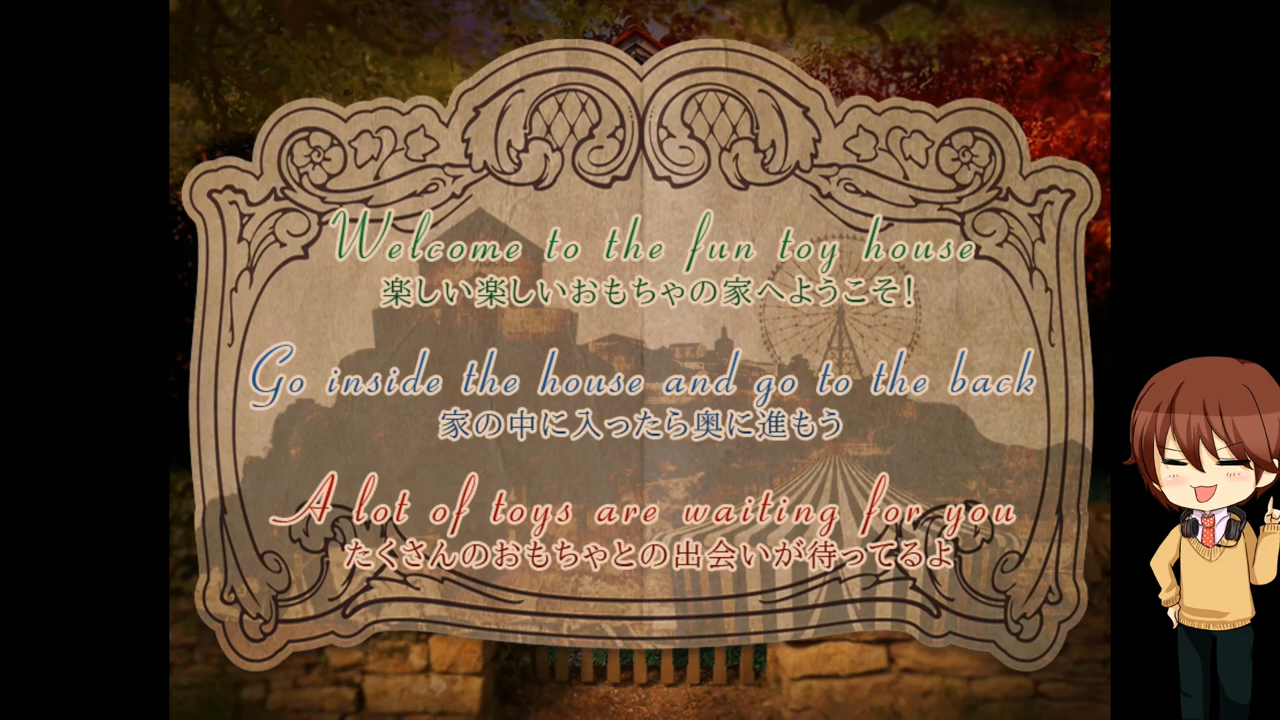 Welcome to the fun toy house
楽しい楽しいおもちゃの家へようこそ！
Go inside the house and go to the back
家の中に入ったら奥に進もう
A lot of toys are waiting for you
たくさんのおもちゃとの出会いが待ってるよ